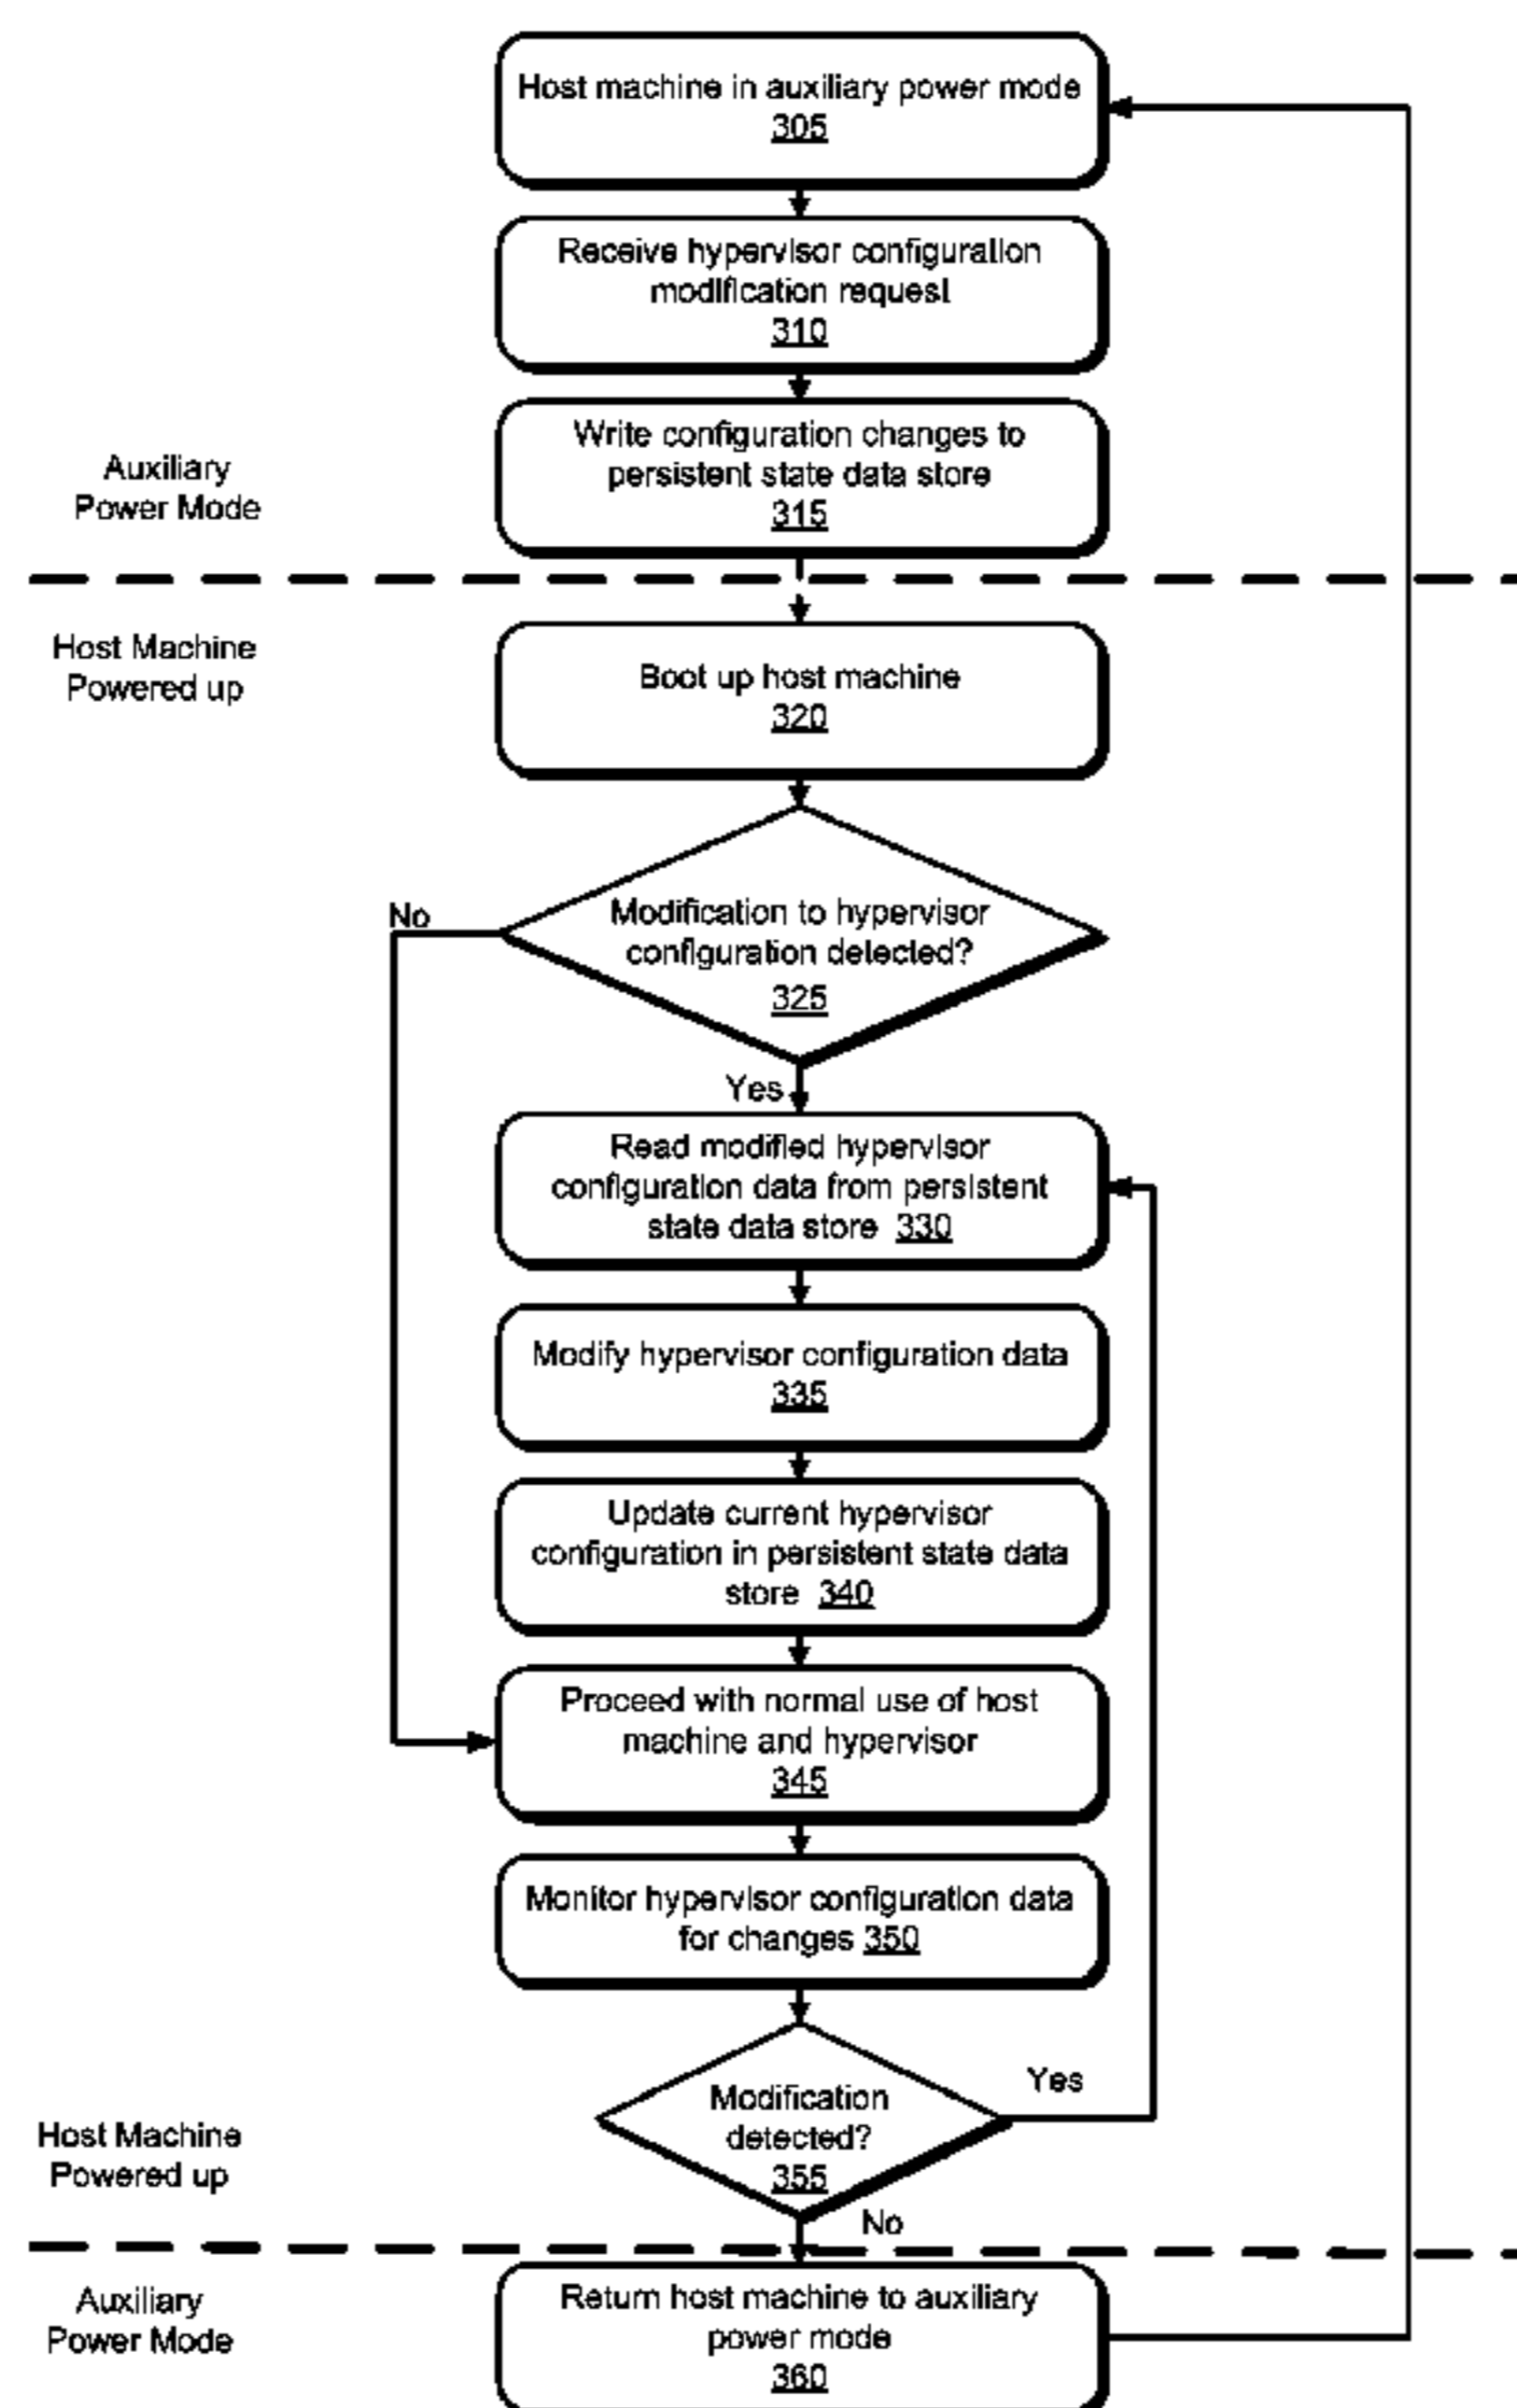 Host machine in auxiliary power mode
305
Receive hypervisor configuration
modification request
310
Write configuration changes to
persistent state data store
315
Auxiliary
Power Mode
Host Machine
Powered up
Boot up host machine
320
No
Modification to hypervisor
configuration detected?
325
Yes
Read modified hypervisor
configuration data from persistent
state data store 330
Modify hypervisor configuration data
335
Update current hypervisor
configuration in persistent state data
store 340
Proceed with normal use of host
machine and hypervisor
345
Monitor hypervisor configuration data
for changes 350
Yes
Modification
detected?
355
Host Machine
Powered up
No
Auxiliary
Power Mode
Return host machine to auxiliary
power mode
360